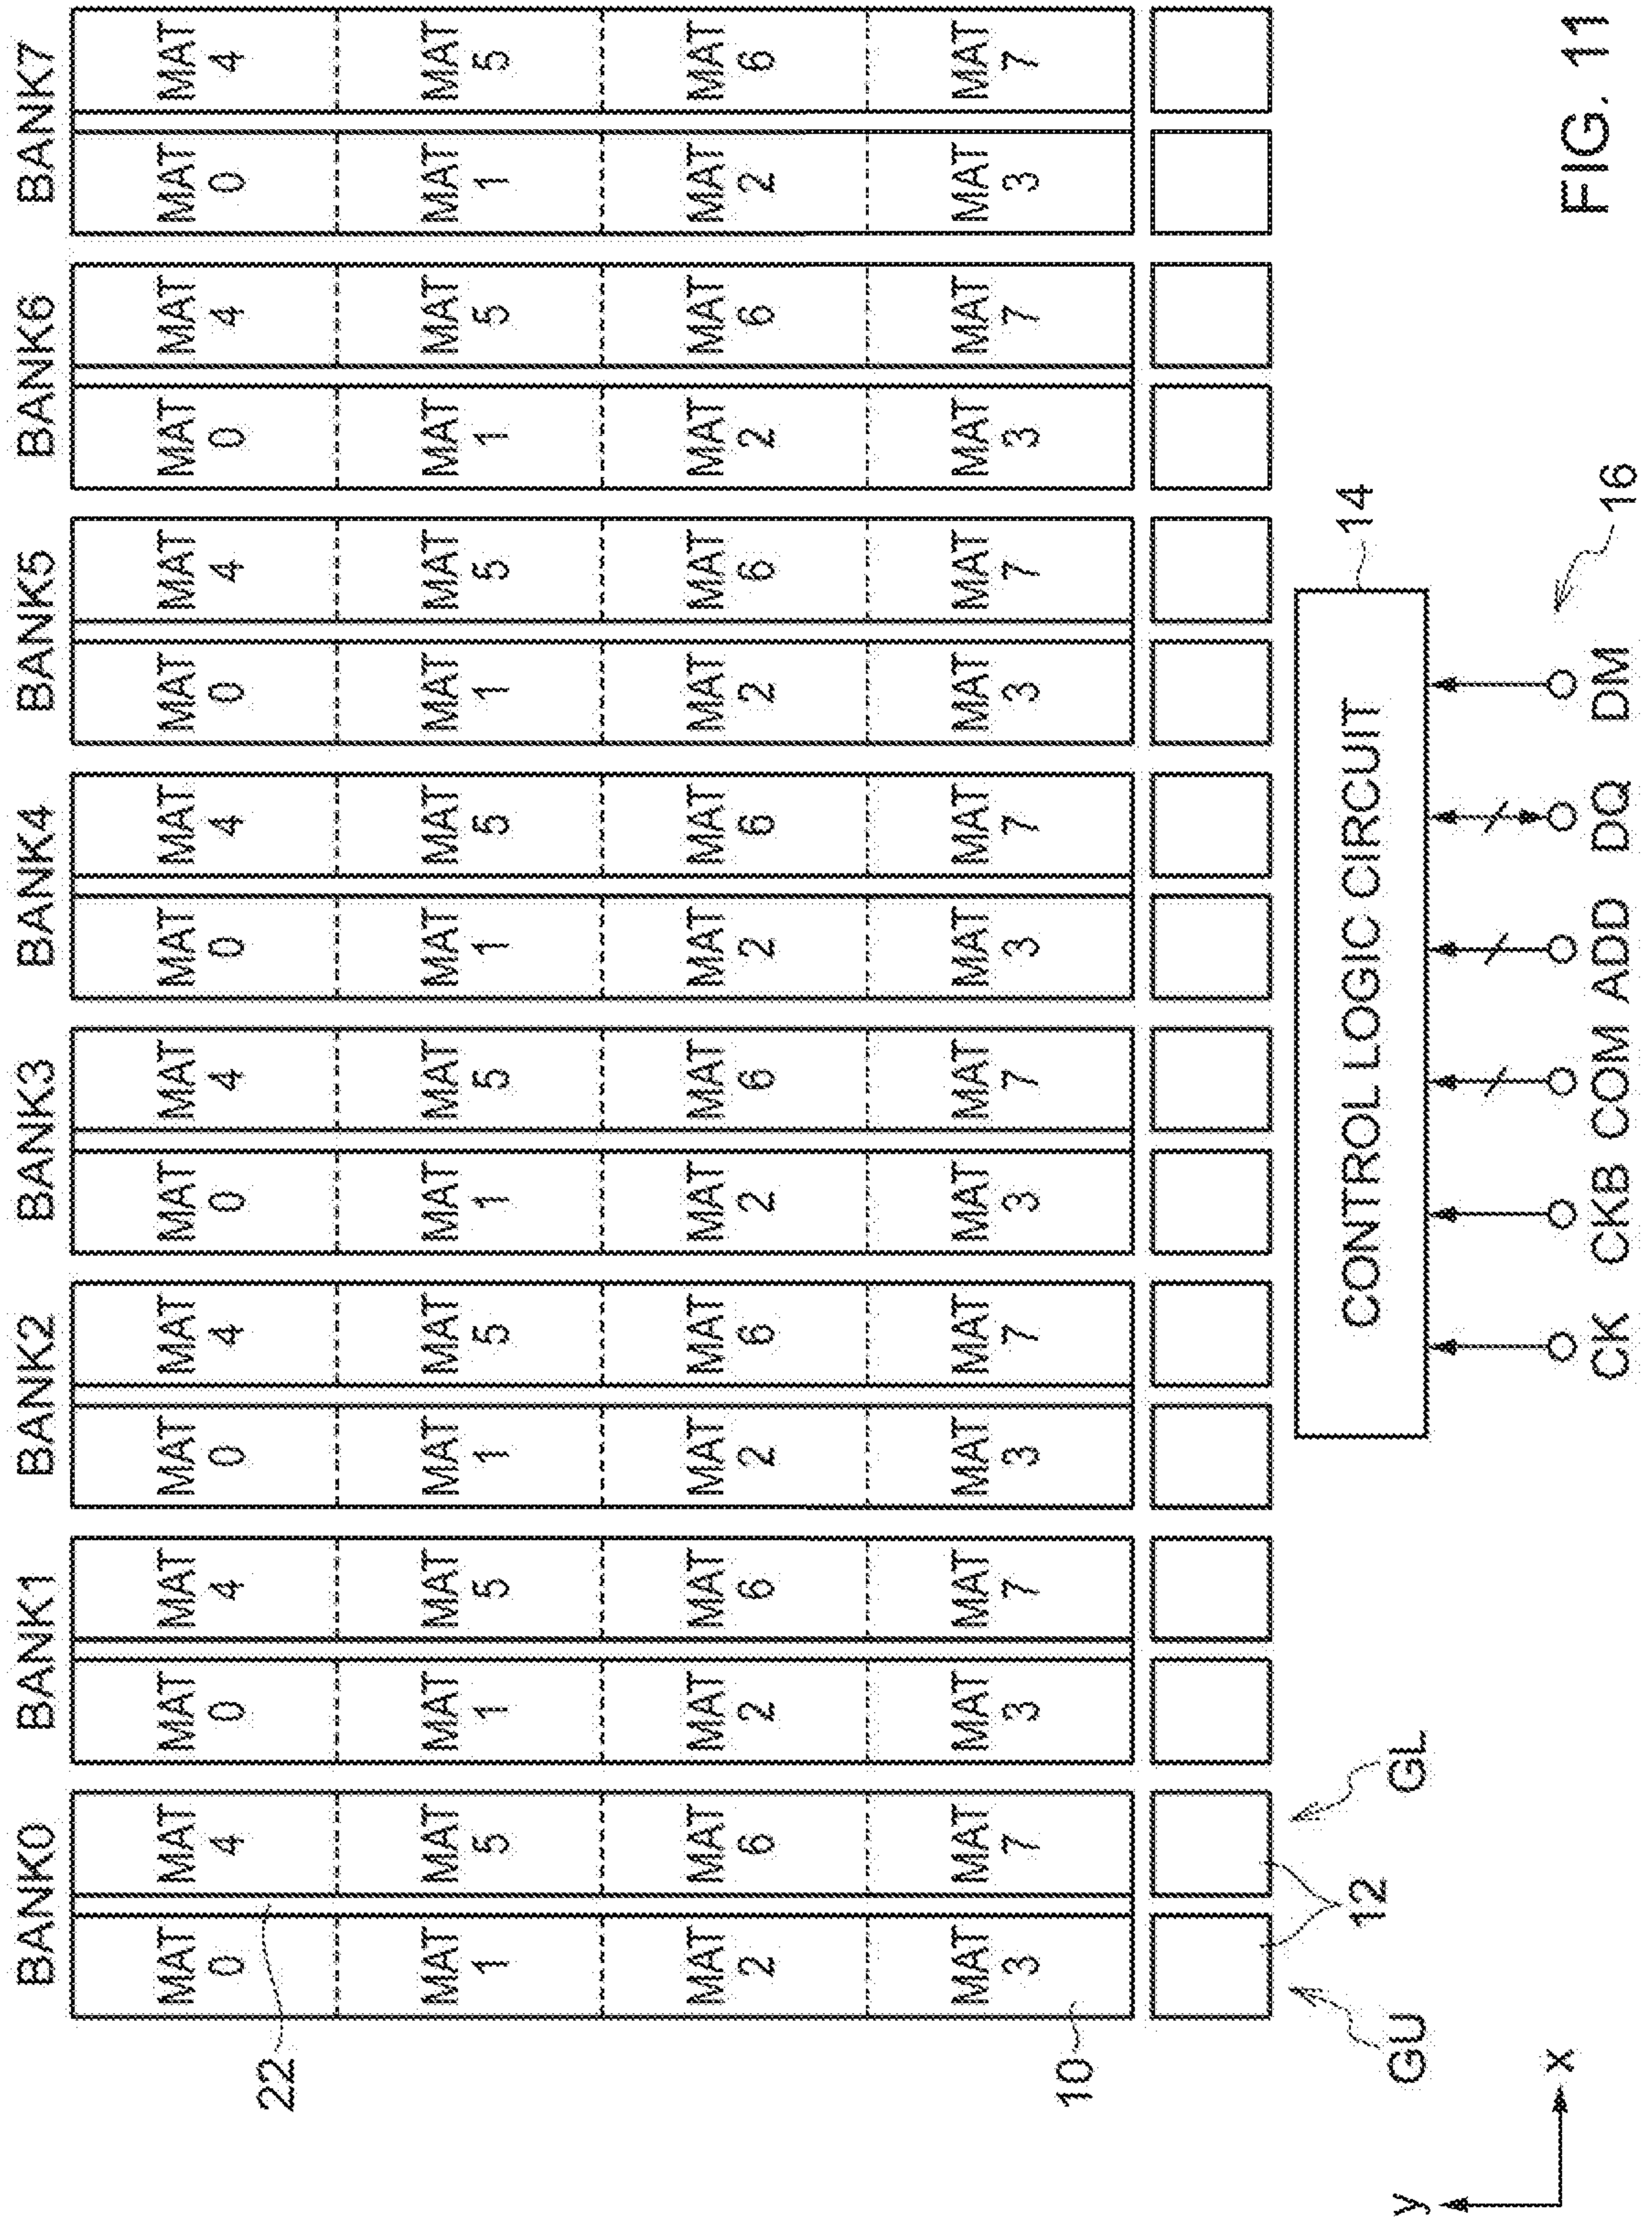 BANK0 BANK1 BANK2 BANK3 BANK4 BANK5 BANK6 BANK7
MAT 0 MAT 4 MAT 0 MAT 4 MAT 0 MAT 4 MAT 0 MAT 4 MAT 0 MAT 4 MAT 0 MAT 4 MAT 0 MAT 4 MAT 0 MAT 4
22
MAT 1 MAT 5 MAT 1 MAT 5 MAT 1 MAT 5 MAT 1 MAT 5 MAT 1 MAT 5 MAT 1 MAT 5 MAT 1 MAT 5 MAT 1 MAT 5
MAT 2 MAT 6 MAT 2 MAT 6 MAT 2 MAT 6 MAT 2 MAT 6 MAT 2 MAT 6 MAT 2 MAT 6 MAT 2 MAT 6 MAT 2 MAT 6
MAT 3 MAT 7 MAT 3 MAT 7 MAT 3 MAT 7 MAT 3 MAT 7 MAT 3 MAT 7 MAT 3 MAT 7 MAT 3 MAT 7 MAT 3 MAT 7
10
12
14
GU GL
CONTROL LOGIC CIRCUIT
16
CK CKB COM ADD DQ DM
y
x
FIG. 11